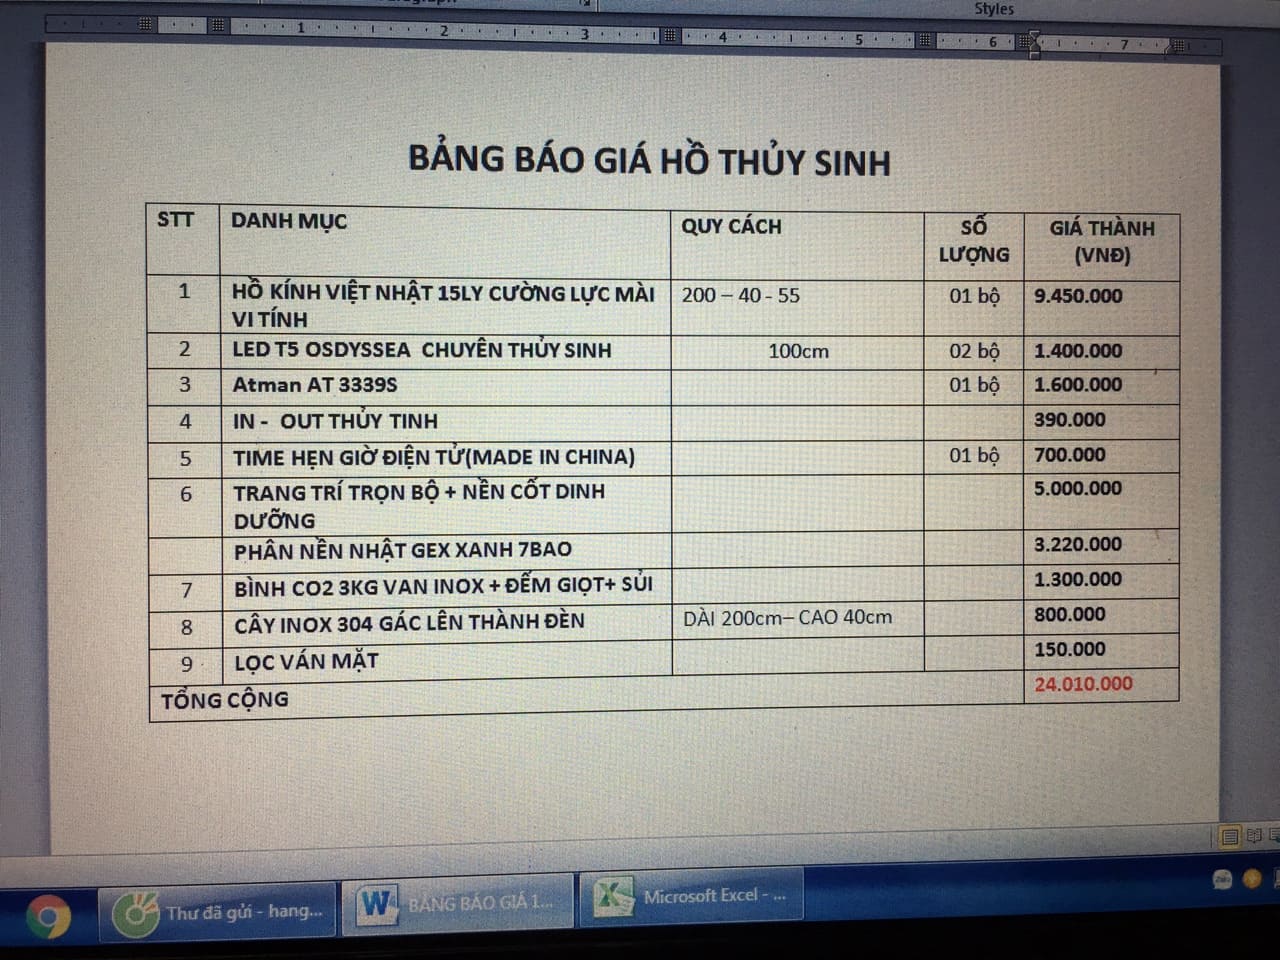 Styles
1 2 3 4 5 6 7
BẢNG BÁO GIÁ HỒ THỦY SINH
STT DANH MỤC QUY CÁCH SỐ LƯỢNG GIÁ THÀNH (VNĐ)
1 HỒ KÍNH VIỆT NHẬT 15LY CƯỜNG LỰC MÀI 200 – 40 - 55 01 bộ 9.450.000
VI TÍNH
2 LED T5 OSDYSSEA CHUYÊN THỦY SINH 100cm 02 bộ 1.400.000
3 Atman AT 3339S 01 bộ 1.600.000
4 IN - OUT THỦY TINH 390.000
5 TIME HẸN GIỜ ĐIỆN TỬ(MADE IN CHINA) 01 bộ 700.000
6 TRANG TRÍ TRỌN BỘ + NỀN CỐT DINH 5.000.000
DƯỠNG
PHÂN NỀN NHẬT GEX XANH 7BAO 3.220.000
7 BÌNH CO2 3KG VAN INOX + ĐẾM GIỌT+ SỦI 1.300.000
8 CÂY INOX 304 GÁC LÊN THÀNH ĐÈN DÀI 200cm– CAO 40cm 800.000
9 LỌC VÁN MẶT 150.000
TỔNG CỘNG 24.010.000
Thư đã gửi - hang... BẢNG BÁO GIÁ 1... Microsoft Excel - ...
Zalo